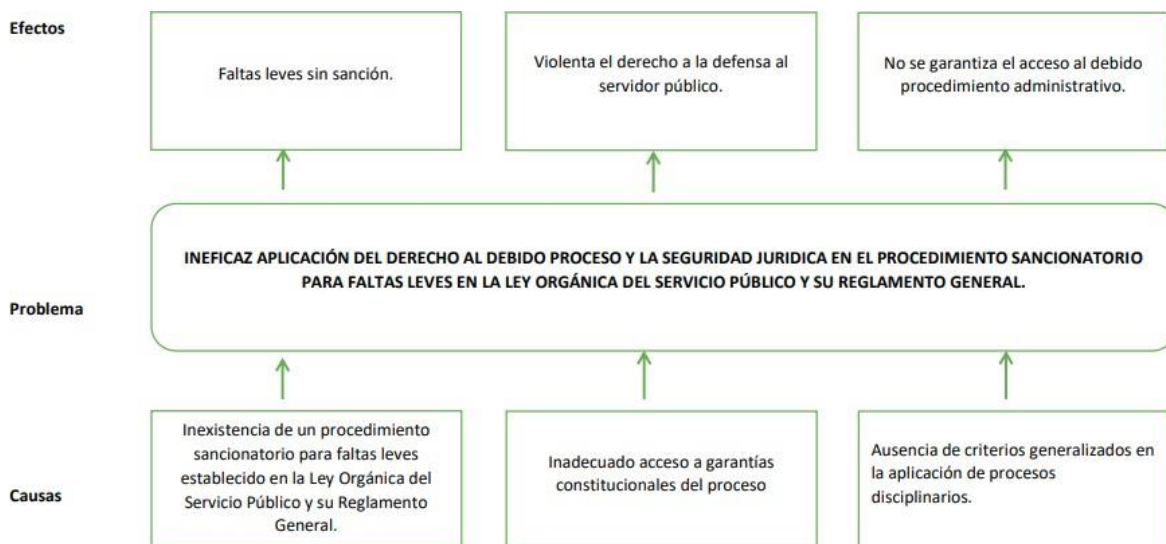 Efectos
Faltas leves sin sanción.
Violenta el derecho a la defensa al
servidor público.
No se garantiza el acceso al debido
procedimiento administrativo.
INEFICAZ APLICACIÓN DEL DERECHO AL DEBIDO PROCESO Y LA SEGURIDAD JURIDICA EN EL PROCEDIMIENTO SANCIONATORIO
PARA FALTAS LEVES EN LA LEY ORGÁNICA DEL SERVICIO PÚBLICO Y SU REGLAMENTO GENERAL.
Problema
Inexistencia de un procedimiento
sancionatorio para faltas leves
establecido en la Ley Orgánica del
Servicio Público y su Reglamento
General.
Inadecuado acceso a garantías
constitucionales del proceso
Ausencia de criterios generalizados en
la aplicación de procesos
disciplinarios.
Causas